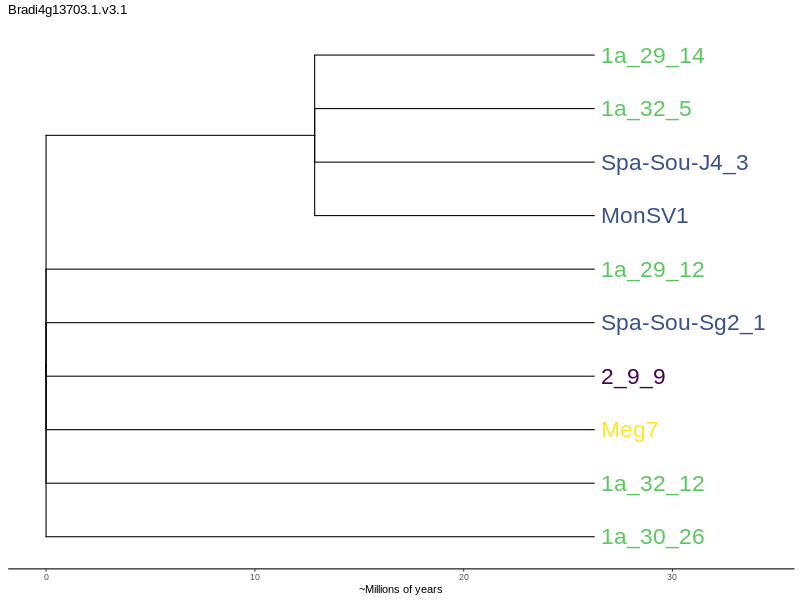 Bradi4g13703.1.v3.1
1a_29_14
1a_32_5
Spa-Sou-J4_3
MonSV1
1a_29_12
Spa-Sou-Sg2_1
2_9_9
Meg7
1a_32_12
1a_30_26
0 10 20 30
~Millions of years